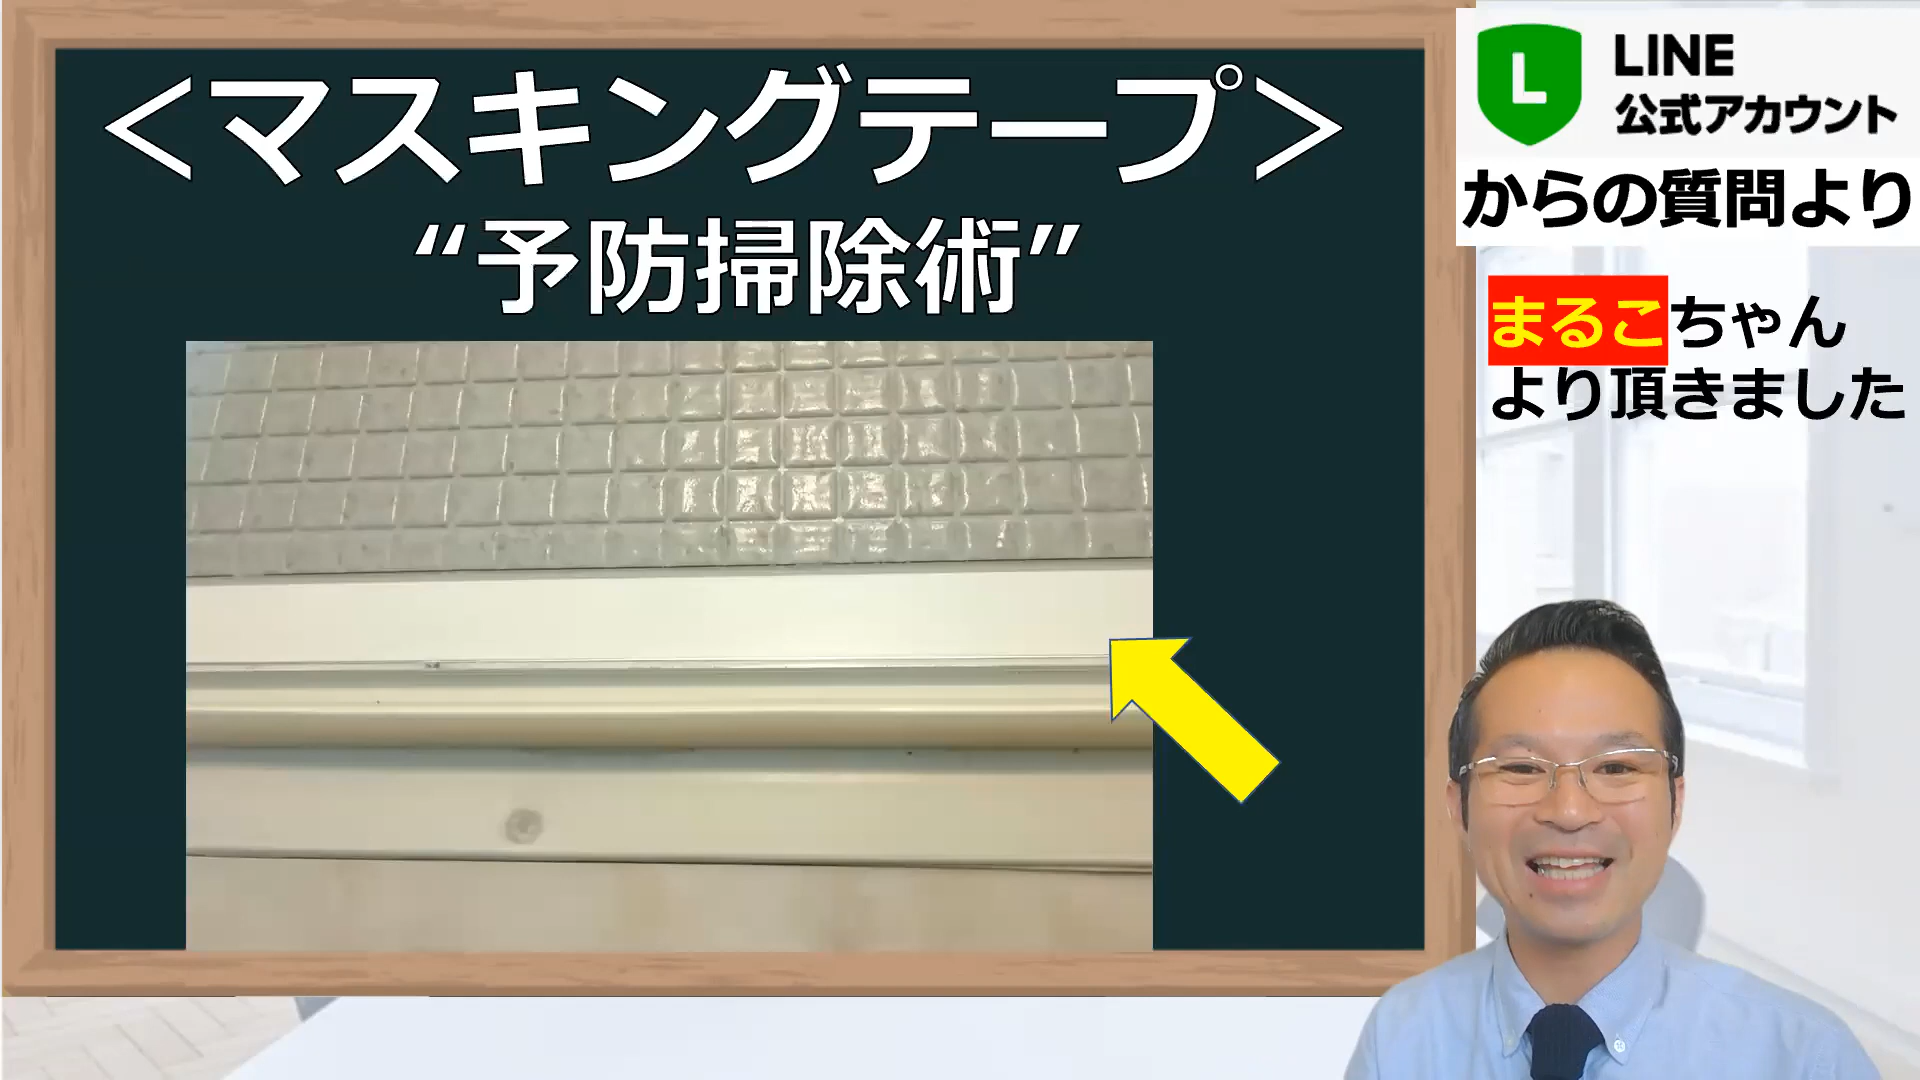 ＜マスキングテープ＞
“予防掃除術”
L
LINE
公式アカウント
からの質問より
まるこちゃん
より頂きました